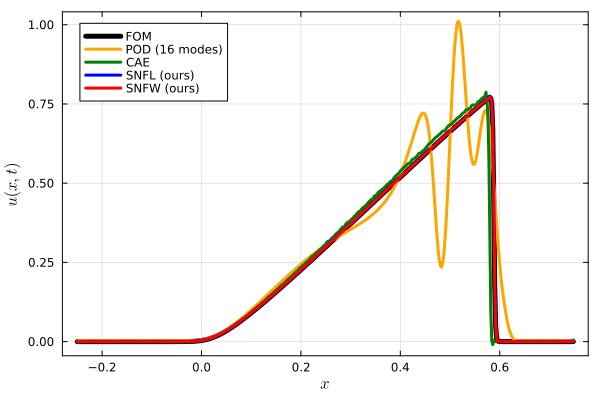 1.00
0.75
0.50
0.25
0.00
u(x, t)
FOM
POD (16 modes)
CAE
SNFL (ours)
SNFW (ours)
−0.2 0.0 0.2 0.4 0.6
x